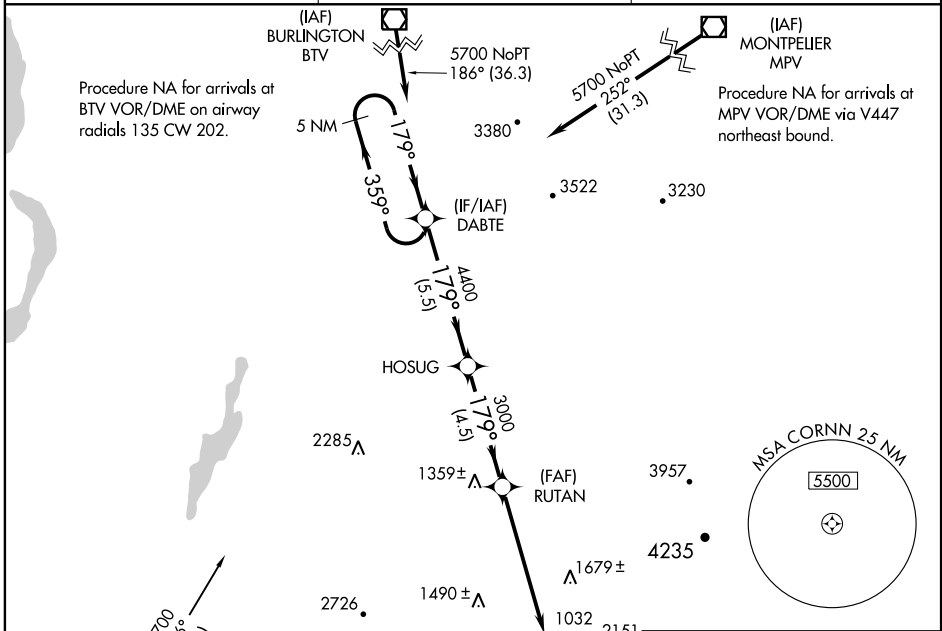 (IAF)
BURLINGTON
BTV
5700 NoPT
186° (36.3)
(IAF)
MONTPELIER
MPV
5700 NoPT
252°
(31.3)
Procedure NA for arrivals at
BTV VOR/DME on airway
radials 135 CW 202.
Procedure NA for arrivals at
MPV VOR/DME via V447
northeast bound.
5 NM
179°
359°
3380
3522
3230
(IF/IAF)
DABTE
4400
179°
(5.5)
HOSUG
3000
179°
(4.5)
2285
1359±
(FAF)
RUTAN
3957
MSA CORNN 25 NM
5500
4235
1679±
1490±
2726
1032
2151